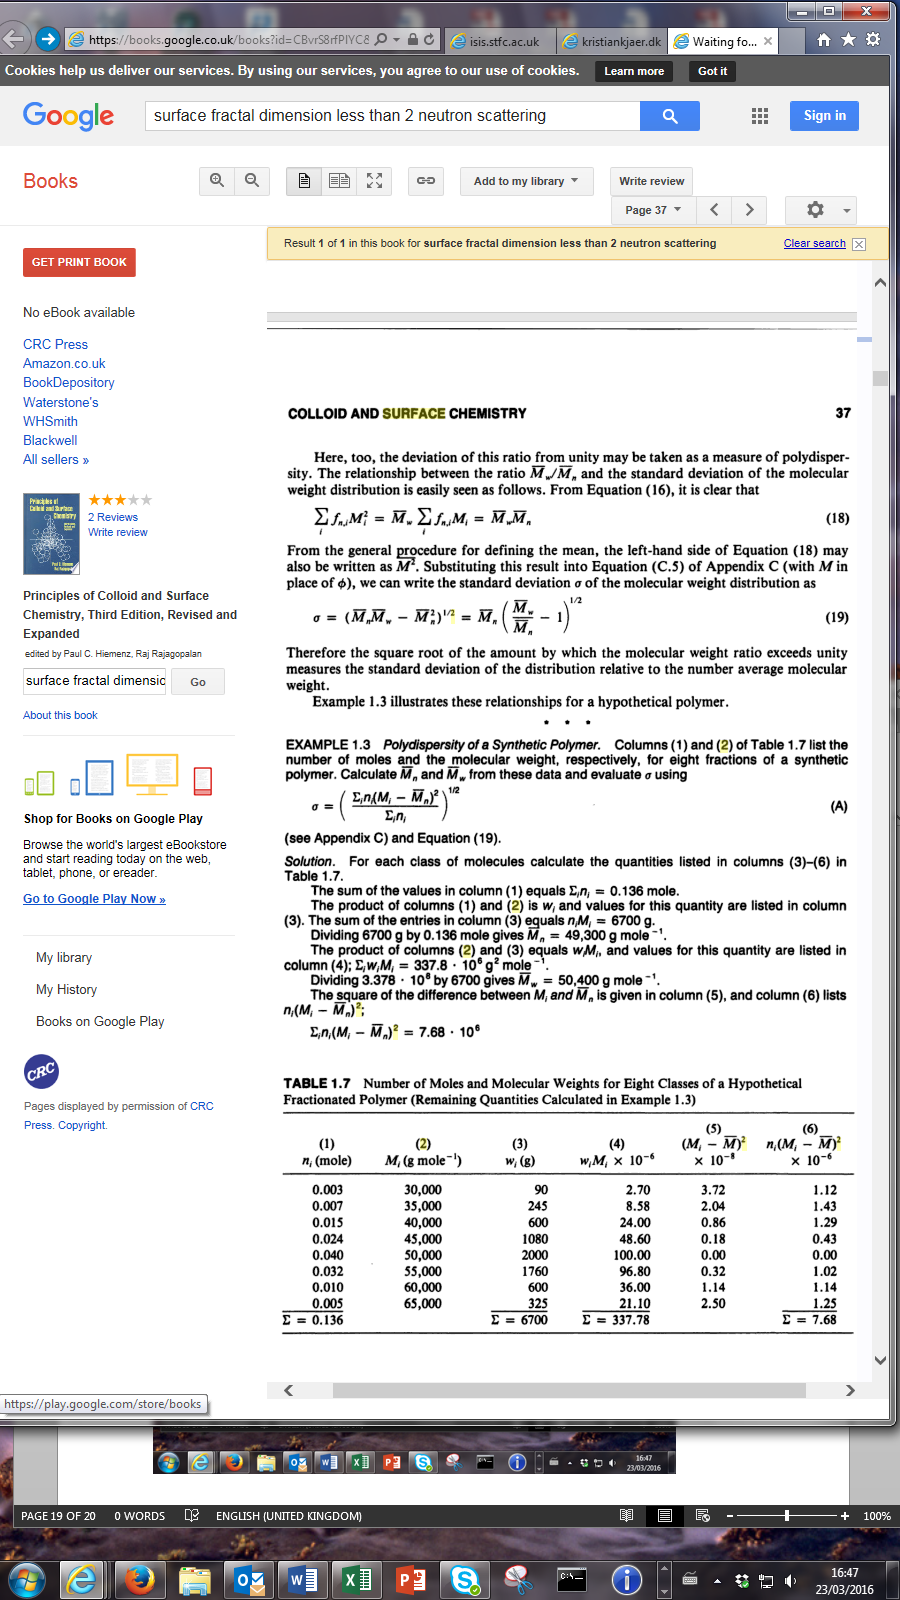 https://books.google.co.uk/books?id=CBvrS8rfPIYC&
isis.stfc.ac.uk
kristiankjaer.dk
Waiting fo...
Cookies help us deliver our services. By using our services, you agree to our use of cookies.
Learn more
Got it
Google
surface fractal dimension less than 2 neutron scattering
Sign in
Books
Add to my library
Write review
Page 37
Result 1 of 1 in this book for surface fractal dimension less than 2 neutron scattering
Clear search
GET PRINT BOOK
No eBook available
CRC Press
Amazon.co.uk
BookDepository
Waterstone's
WHSmith
Blackwell
All sellers »
Principles of
Colloid and Surface
Chemistry
2 Reviews
Write review
Principles of Colloid and Surface
Chemistry, Third Edition, Revised and
Expanded
edited by Paul C. Hiemenz, Raj Rajagopalan
surface fractal dimensic
Go
About this book
Shop for Books on Google Play
Browse the world's largest eBookstore
and start reading today on the web,
tablet, phone, or ereader.
Go to Google Play Now »
My library
My History
Books on Google Play
CRC
Pages displayed by permission of CRC
Press. Copyright.
COLLOID AND SURFACE CHEMISTRY 37
Here, too, the deviation of this ratio from unity may be taken as a measure of polydisper-
sity. The relationship between the ratio M̅w/M̅n and the standard deviation of the molecular
weight distribution is easily seen as follows. From Equation (16), it is clear that
Σi fn,iMi² = M̅w Σi fn,iMi = M̅wM̅n (18)
From the general procedure for defining the mean, the left-hand side of Equation (18) may
also be written as M̅². Substituting this result into Equation (C.5) of Appendix C (with M in
place of ϕ), we can write the standard deviation σ of the molecular weight distribution as
σ = (M̅nM̅w − M̅n²)1/2 = M̅n (M̅w/M̅n − 1)1/2 (19)
Therefore the square root of the amount by which the molecular weight ratio exceeds unity
measures the standard deviation of the distribution relative to the number average molecular
weight.
Example 1.3 illustrates these relationships for a hypothetical polymer.
* * *
EXAMPLE 1.3 Polydispersity of a Synthetic Polymer. Columns (1) and (2) of Table 1.7 list the
number of moles and the molecular weight, respectively, for eight fractions of a synthetic
polymer. Calculate M̅n and M̅w from these data and evaluate σ using
σ = (Σini(Mi − M̅n)²/Σini)1/2 (A)
(see Appendix C) and Equation (19).
Solution. For each class of molecules calculate the quantities listed in columns (3)–(6) in
Table 1.7.
The sum of the values in column (1) equals Σini = 0.136 mole.
The product of columns (1) and (2) is wi and values for this quantity are listed in column
(3). The sum of the entries in column (3) equals niMi = 6700 g.
Dividing 6700 g by 0.136 mole gives M̅n = 49,300 g mole⁻¹.
The product of columns (2) and (3) equals wiMi, and values for this quantity are listed in
column (4); ΣiwiMi = 337.8 · 10⁶ g² mole⁻¹.
Dividing 3.378 · 10⁸ by 6700 gives M̅w = 50,400 g mole⁻¹.
The square of the difference between Mi and M̅n is given in column (5), and column (6) lists
ni(Mi − M̅n)²;
Σini(Mi − M̅n)² = 7.68 · 10⁶
TABLE 1.7 Number of Moles and Molecular Weights for Eight Classes of a Hypothetical
Fractionated Polymer (Remaining Quantities Calculated in Example 1.3)
(5) (6)
(1) (2) (3) (4) (Mi − M̅)² ni(Mi − M̅)²
ni (mole) Mi (g mole⁻¹) wi (g) wiMi × 10⁻⁶ × 10⁻⁸ × 10⁻⁶
0.003 30,000 90 2.70 3.72 1.12
0.007 35,000 245 8.58 2.04 1.43
0.015 40,000 600 24.00 0.86 1.29
0.024 45,000 1080 48.60 0.18 0.43
0.040 50,000 2000 100.00 0.00 0.00
0.032 55,000 1760 96.80 0.32 1.02
0.010 60,000 600 36.00 1.14 1.14
0.005 65,000 325 21.10 2.50 1.25
Σ = 0.136 Σ = 6700 Σ = 337.78 Σ = 7.68
https://play.google.com/store/books
16:47
23/03/2016
PAGE 19 OF 20 0 WORDS ENGLISH (UNITED KINGDOM) 100%
16:47
23/03/2016